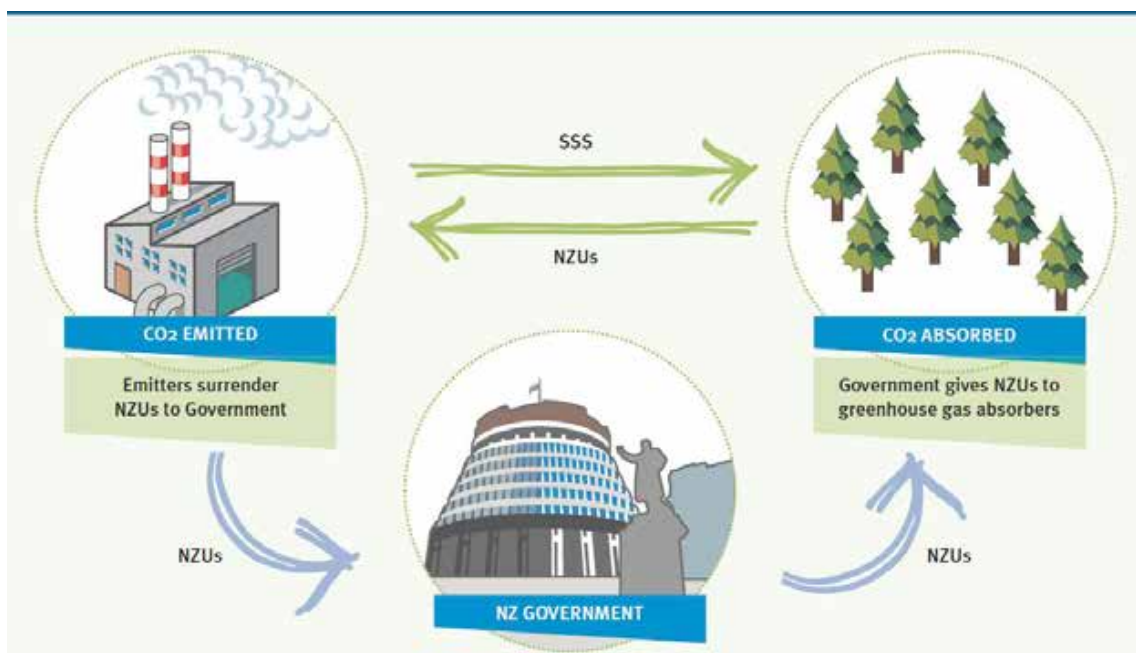 $$$
NZUs
CO2 EMITTED
Emitters surrender
NZUs to Government
CO2 ABSORBED
Government gives NZUs to
greenhouse gas absorbers
NZUs
NZUs
NZ GOVERNMENT